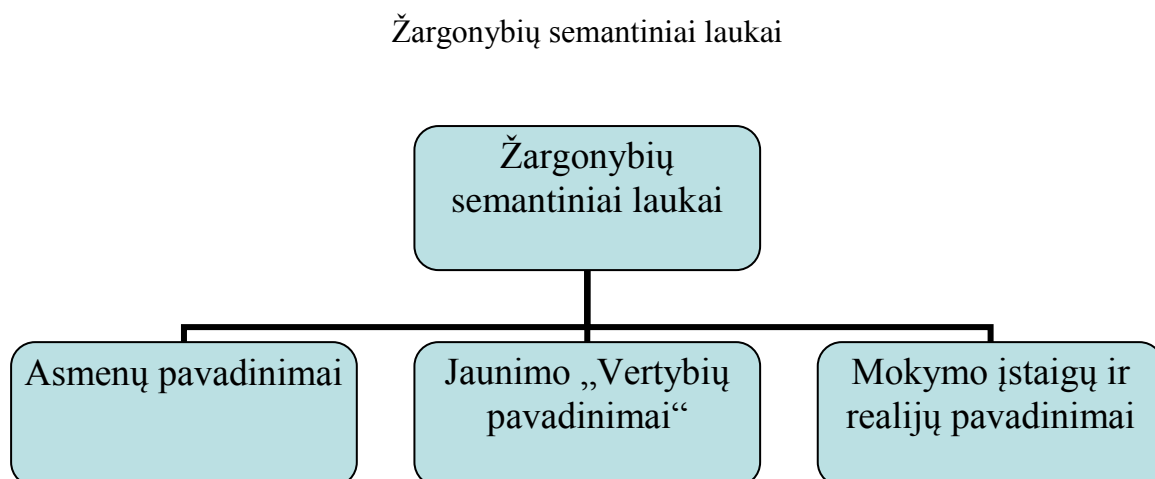 Žargonybių semantiniai laukai
Žargonybių
semantiniai laukai
Asmenų pavadinimai
Jaunimo „Vertybių
pavadinimai“
Mokymo įstaigų ir
realijų pavadinimai